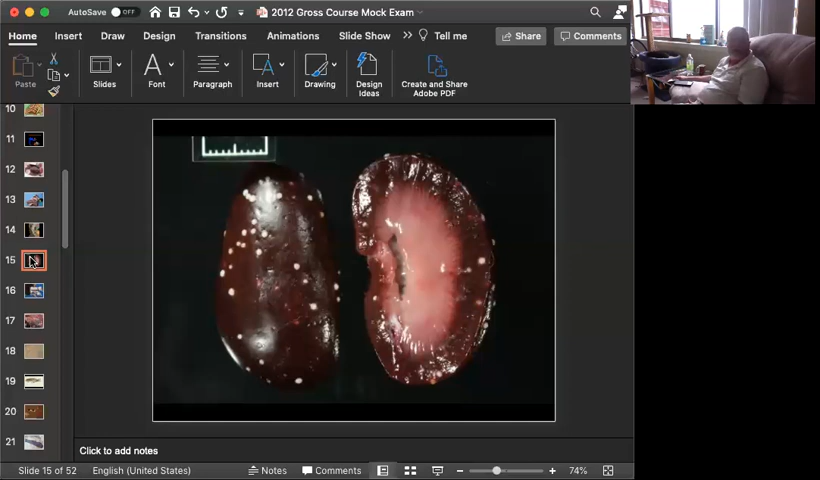 AutoSave OFF 2012 Gross Course Mock Exam
Home Insert Draw Design Transitions Animations Slide Show >> Tell me Share Comments
Paste Slides Font Paragraph Insert Drawing Design Ideas Create and Share Adobe PDF
10
11
12
13
14
15
16
17
18
19
20
21
Click to add notes
Slide 15 of 52 English (United States) Notes Comments 74%